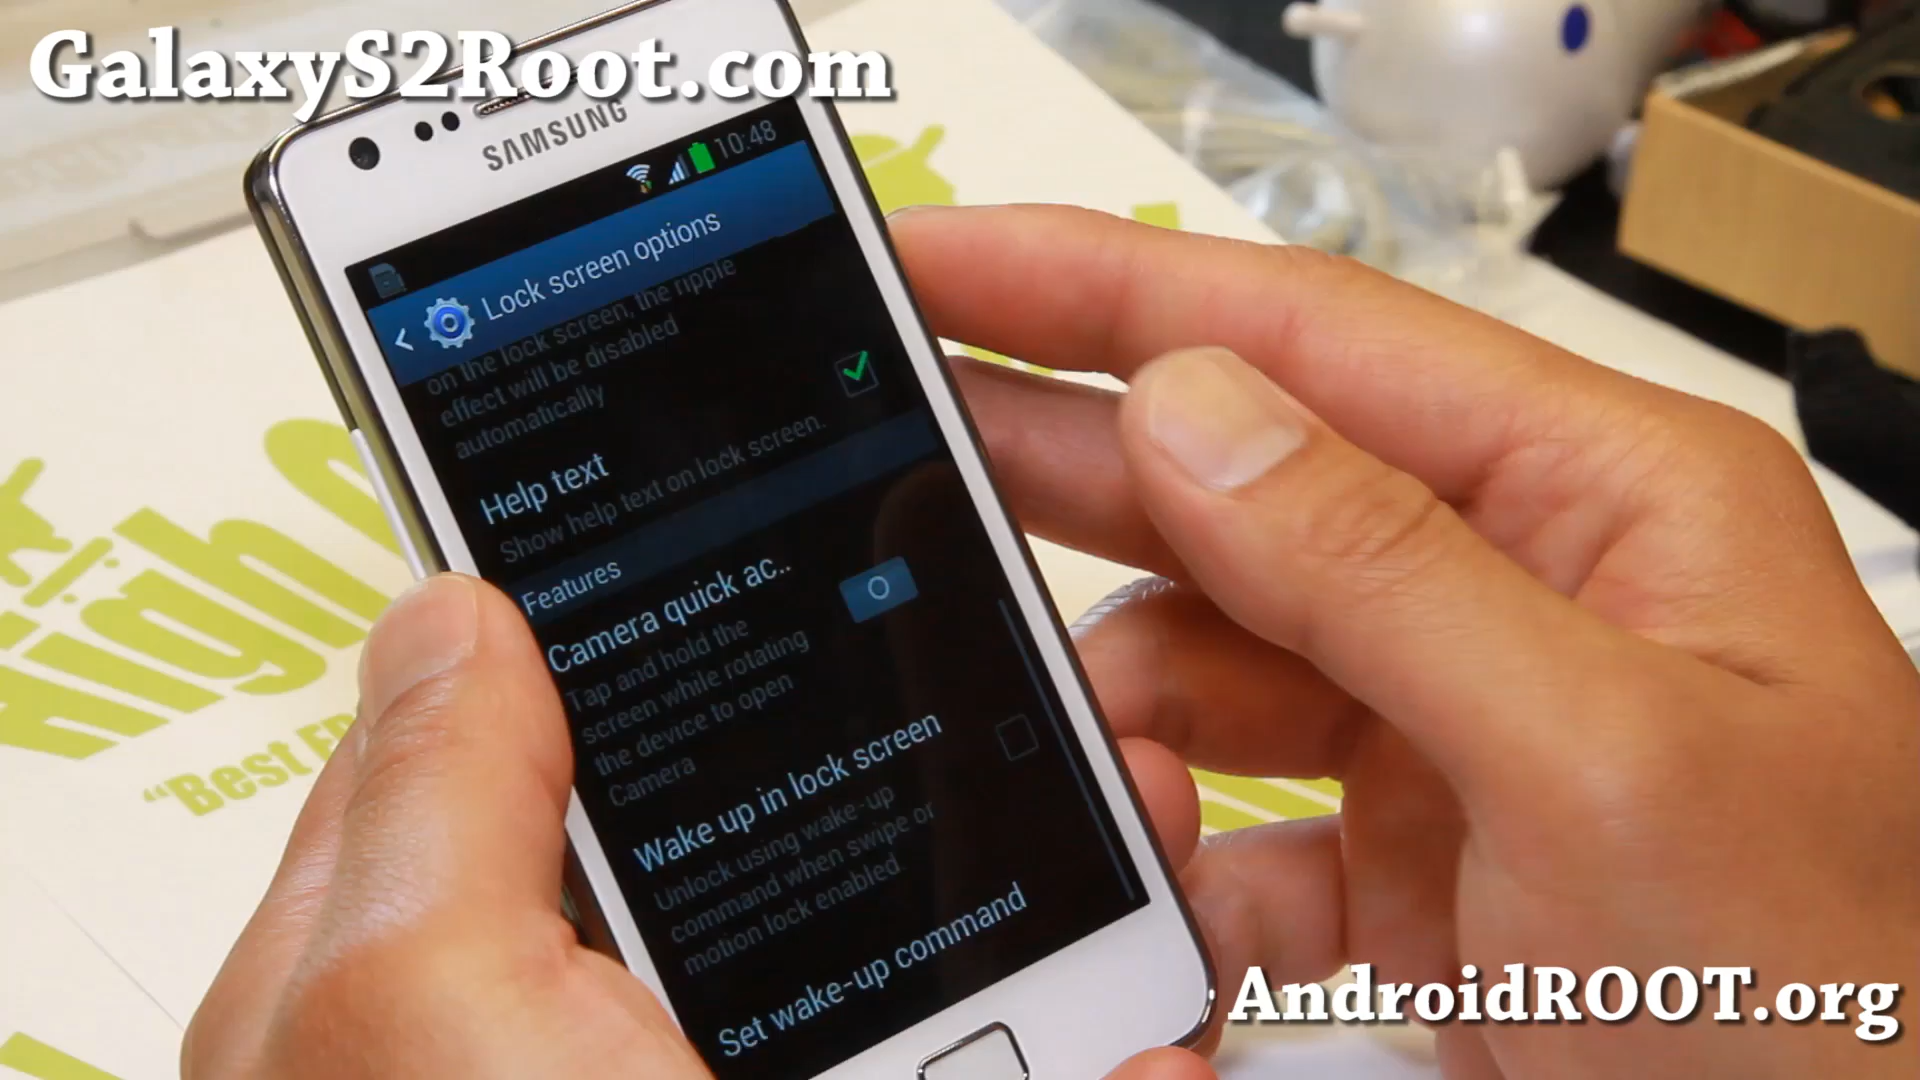 GalaxyS2Root.com
SAMSUNG
10:48
Lock screen options
on the lock screen, the ripple
effect will be disabled
automatically
Help text
Show help text on lock screen.
Features
Camera quick ac..
Tap and hold the
screen while rotating
the device to open
Camera
Wake up in lock screen
Unlock using wake-up
command when swipe or
motion lock enabled.
Set wake-up command
High
"Best
AndroidROOT.org